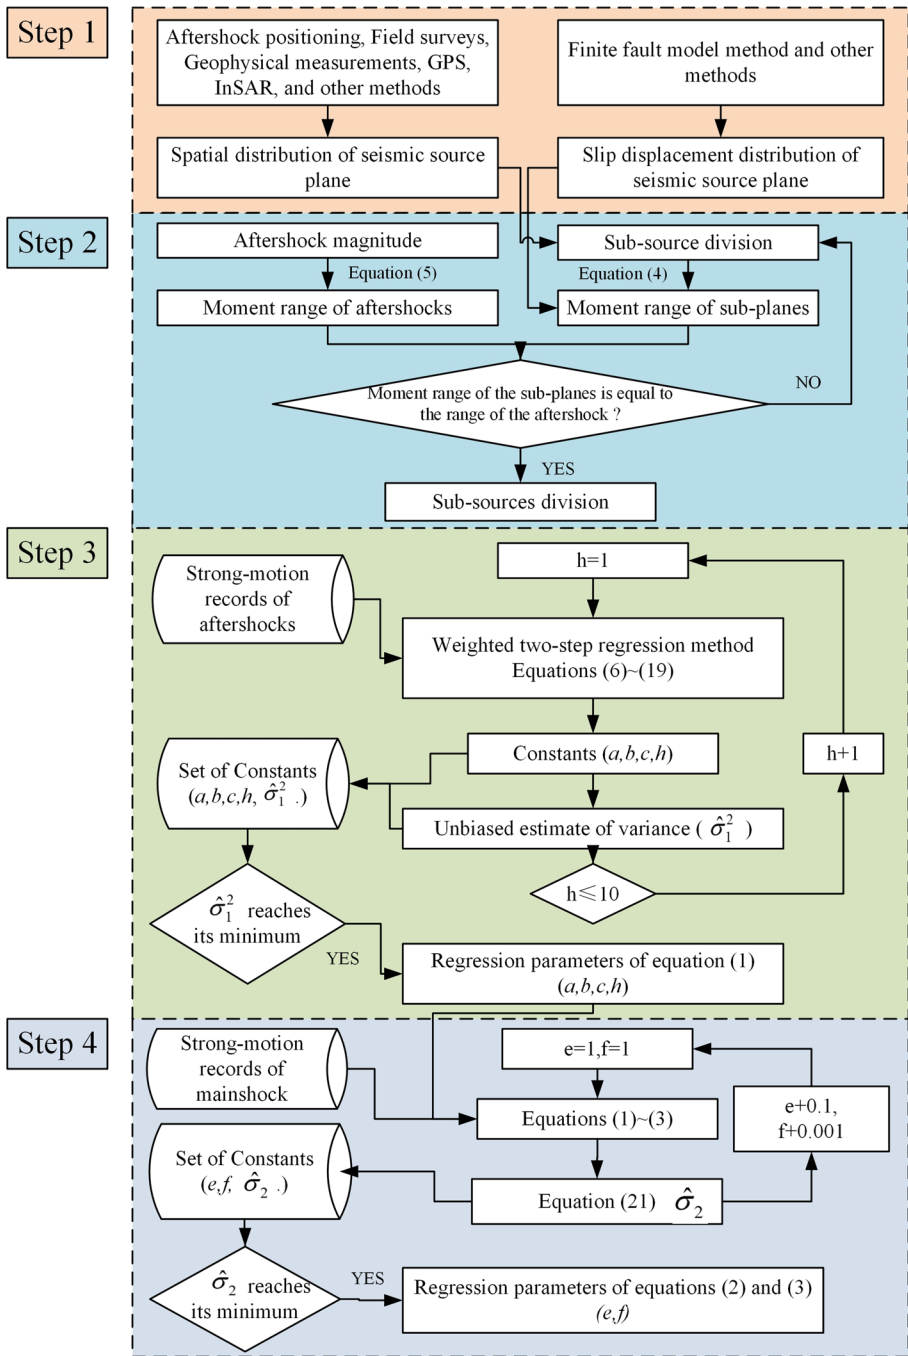 Step 1
Aftershock positioning, Field surveys,
Geophysical measurements, GPS,
InSAR, and other methods
Finite fault model method and other
methods
Spatial distribution of seismic source
plane
Slip displacement distribution of
seismic source plane
Step 2
Aftershock magnitude
Sub-source division
Equation (5)
Equation (4)
Moment range of aftershocks
Moment range of sub-planes
Moment range of the sub-planes is equal to
the range of the aftershock ?
NO
YES
Sub-sources division
Step 3
Strong-motion
records of
aftershocks
h=1
Weighted two-step regression method
Equations (6)~(19)
Constants (a,b,c,h)
h+1
Set of Constants
(a,b,c,h, σ̂₁² .)
Unbiased estimate of variance ( σ̂₁² )
h≤10
σ̂₁² reaches
its minimum
YES
Regression parameters of equation (1)
(a,b,c,h)
Step 4
Strong-motion
records of
mainshock
e=1,f=1
Equations (1)~(3)
e+0.1,
f+0.001
Set of Constants
(e,f, σ̂₂ .)
Equation (21) σ̂₂
σ̂₂ reaches
its minimum
YES
Regression parameters of equations (2) and (3)
(e,f)